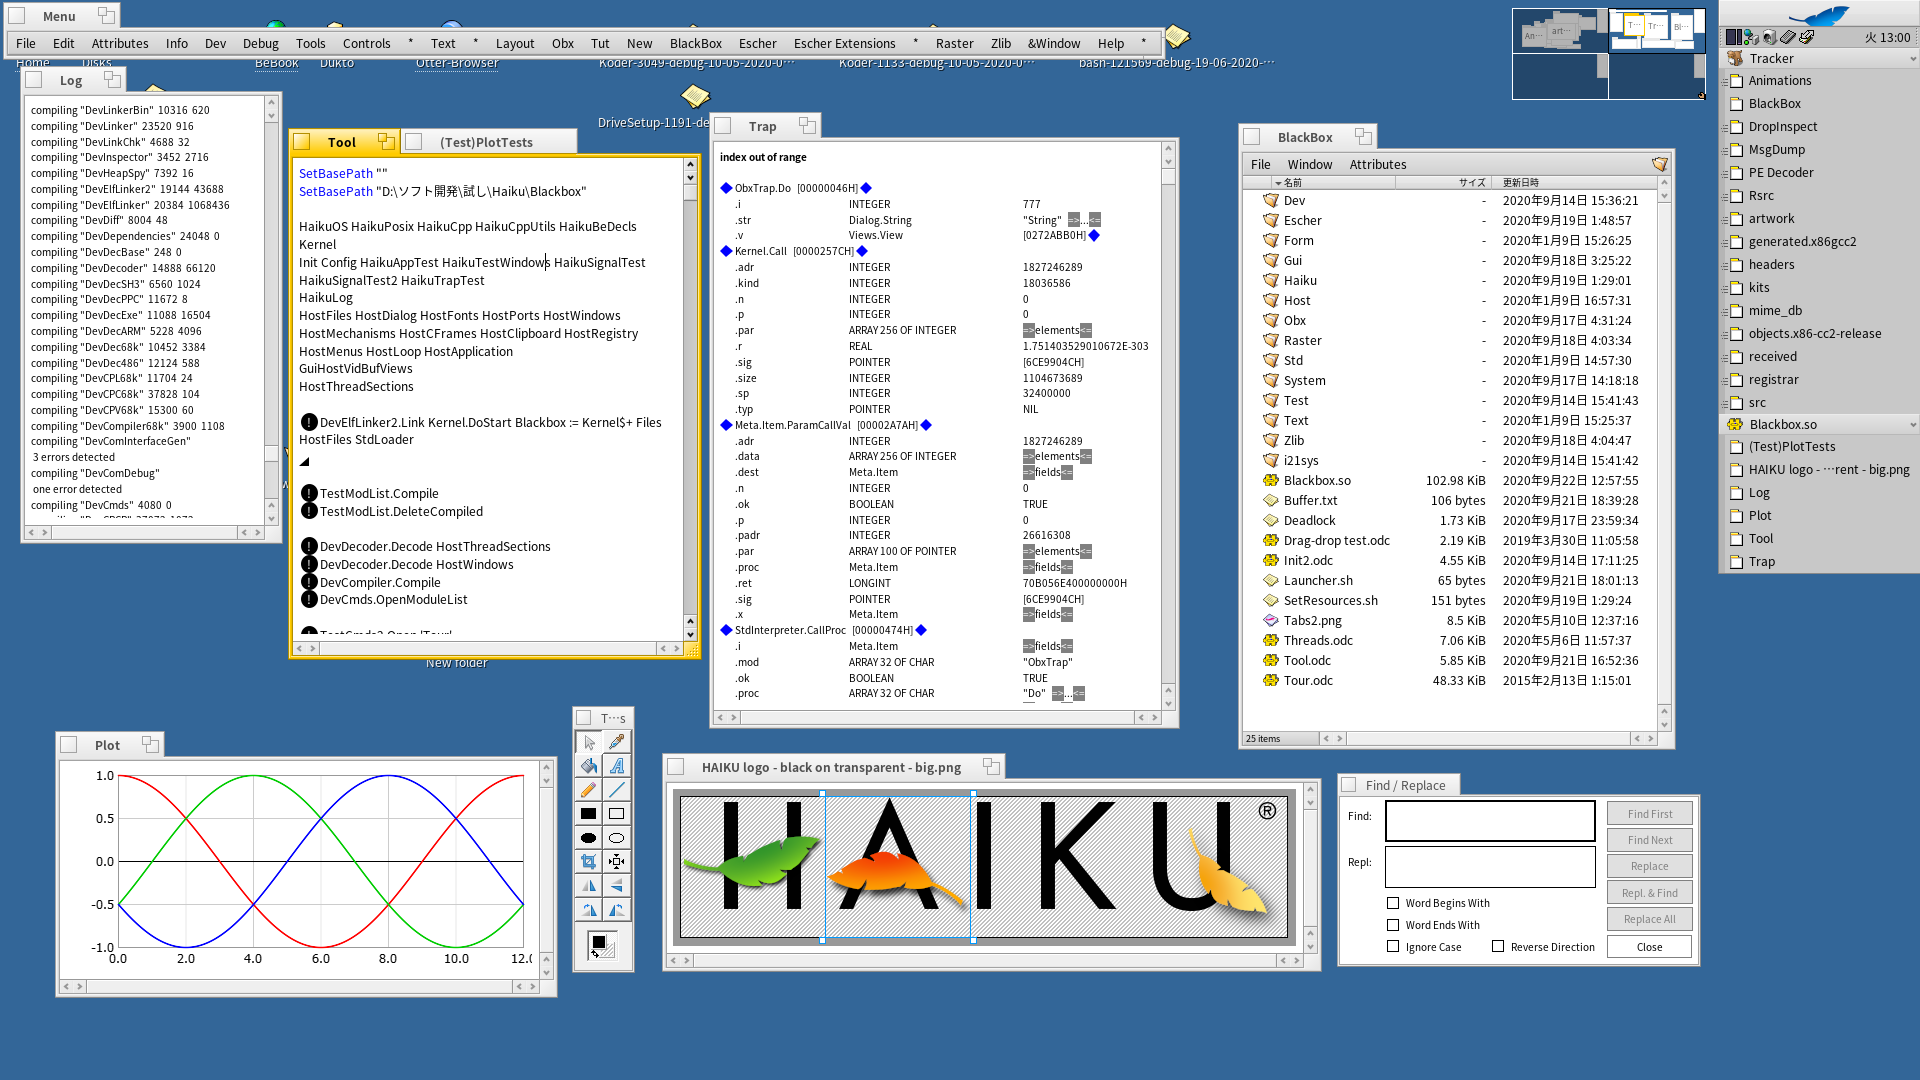 Menu
File Edit Attributes Info Dev Debug Tools Controls * Text * Layout Obx Tut New BlackBox Escher Escher Extensions * Raster Zlib &Window Help *
Home Disks BeBook Dukto Otter-Browser Koder-3049-debug-10-05-2020-0··· Koder-1133-debug-10-05-2020-0··· bash-121569-debug-19-06-2020-···
DriveSetup-1191-de
New folder
Log
compiling "DevLinkerBin" 10316 620
compiling "DevLinker" 23520 916
compiling "DevLinkChk" 4688 32
compiling "DevInspector" 3452 2716
compiling "DevHeapSpy" 7392 16
compiling "DevElfLinker2" 19144 43688
compiling "DevElfLinker" 20384 1068436
compiling "DevDiff" 8004 48
compiling "DevDependencies" 24048 0
compiling "DevDecBase" 248 0
compiling "DevDecoder" 14888 66120
compiling "DevDecSH3" 6560 1024
compiling "DevDecPPC" 11672 8
compiling "DevDecExe" 11088 16504
compiling "DevDecARM" 5228 4096
compiling "DevDec68k" 10452 3384
compiling "DevDec486" 12124 588
compiling "DevCPL68k" 11704 24
compiling "DevCPC68k" 37828 104
compiling "DevCPV68k" 15300 60
compiling "DevCompiler68k" 3900 1108
compiling "DevComInterfaceGen"
3 errors detected
compiling "DevComDebug"
one error detected
compiling "DevCmds" 4080 0
Tool
(Test)PlotTests
SetBasePath ""
SetBasePath "D:\ソフト開発\試し\Haiku\Blackbox"
HaikuOS HaikuPosix HaikuCpp HaikuCppUtils HaikuBeDecls
Kernel
Init Config HaikuAppTest HaikuTestWindows HaikuSignalTest
HaikuSignalTest2 HaikuTrapTest
HaikuLog
HostFiles HostDialog HostFonts HostPorts HostWindows
HostMechanisms HostCFrames HostClipboard HostRegistry
HostMenus HostLoop HostApplication
GuiHostVidBufViews
HostThreadSections
! DevElfLinker2.Link Kernel.DoStart Blackbox := Kernel$+ Files
HostFiles StdLoader
! TestModList.Compile
! TestModList.DeleteCompiled
! DevDecoder.Decode HostThreadSections
! DevDecoder.Decode HostWindows
! DevCompiler.Compile
! DevCmds.OpenModuleList
Trap
index out of range
ObxTrap.Do [00000046H]
.i INTEGER 777
.str Dialog.String "String" =>...<=
.v Views.View [0272ABB0H]
Kernel.Call [0000257CH]
.adr INTEGER 1827246289
.kind INTEGER 18036586
.n INTEGER 0
.p INTEGER 0
.par ARRAY 256 OF INTEGER =>elements<=
.r REAL 1.751403529010672E-303
.sig POINTER [6CE9904CH]
.size INTEGER 1104673689
.sp INTEGER 32400000
.typ POINTER NIL
Meta.Item.ParamCallVal [00002A7AH]
.adr INTEGER 1827246289
.data ARRAY 256 OF INTEGER =>elements<=
.dest Meta.Item =>fields<=
.n INTEGER 0
.ok BOOLEAN TRUE
.p INTEGER 0
.padr INTEGER 26616308
.par ARRAY 100 OF POINTER =>elements<=
.proc Meta.Item =>fields<=
.ret LONGINT 70B056E400000000H
.sig POINTER [6CE9904CH]
.x Meta.Item =>fields<=
StdInterpreter.CallProc [00000474H]
.i Meta.Item =>fields<=
.mod ARRAY 32 OF CHAR "ObxTrap"
.ok BOOLEAN TRUE
.proc ARRAY 32 OF CHAR "Do" =>...<=
BlackBox
File Window Attributes
名前 サイズ 更新日時
Dev - 2020年9月14日 15:36:21
Escher - 2020年9月19日 1:48:57
Form - 2020年1月9日 15:26:25
Gui - 2020年9月18日 3:25:22
Haiku - 2020年9月19日 1:29:01
Host - 2020年1月9日 16:57:31
Obx - 2020年9月17日 4:31:24
Raster - 2020年9月18日 4:03:34
Std - 2020年1月9日 14:57:30
System - 2020年9月17日 14:18:18
Test - 2020年9月14日 15:41:43
Text - 2020年1月9日 15:25:37
Zlib - 2020年9月18日 4:04:47
i21sys - 2020年9月14日 15:41:42
Blackbox.so 102.98 KiB 2020年9月22日 12:57:55
Buffer.txt 106 bytes 2020年9月21日 18:39:28
Deadlock 1.73 KiB 2020年9月17日 23:59:34
Drag-drop test.odc 2.19 KiB 2019年3月30日 11:05:58
Init2.odc 4.55 KiB 2020年9月14日 17:11:25
Launcher.sh 65 bytes 2020年9月21日 18:01:13
SetResources.sh 151 bytes 2020年9月19日 1:29:24
Tabs2.png 8.5 KiB 2020年5月10日 12:37:16
Threads.odc 7.06 KiB 2020年5月6日 11:57:37
Tool.odc 5.85 KiB 2020年9月21日 16:52:36
Tour.odc 48.33 KiB 2015年2月13日 1:15:01
25 items
An··· art··· T··· Tr··· Bl···
火 13:00
Tracker
Animations
BlackBox
DropInspect
MsgDump
PE Decoder
Rsrc
artwork
generated.x86gcc2
headers
kits
mime_db
objects.x86-cc2-release
received
registrar
src
Blackbox.so
(Test)PlotTests
HAIKU logo - ···rent - big.png
Log
Plot
Tool
Trap
Plot
1.0
0.5
0.0
-0.5
-1.0
0.0 2.0 4.0 6.0 8.0 10.0 12.0
T···s
A
HAIKU logo - black on transparent - big.png
HAIKU®
Find / Replace
Find:
Repl:
Word Begins With
Word Ends With
Ignore Case Reverse Direction
Find First
Find Next
Replace
Repl. & Find
Replace All
Close